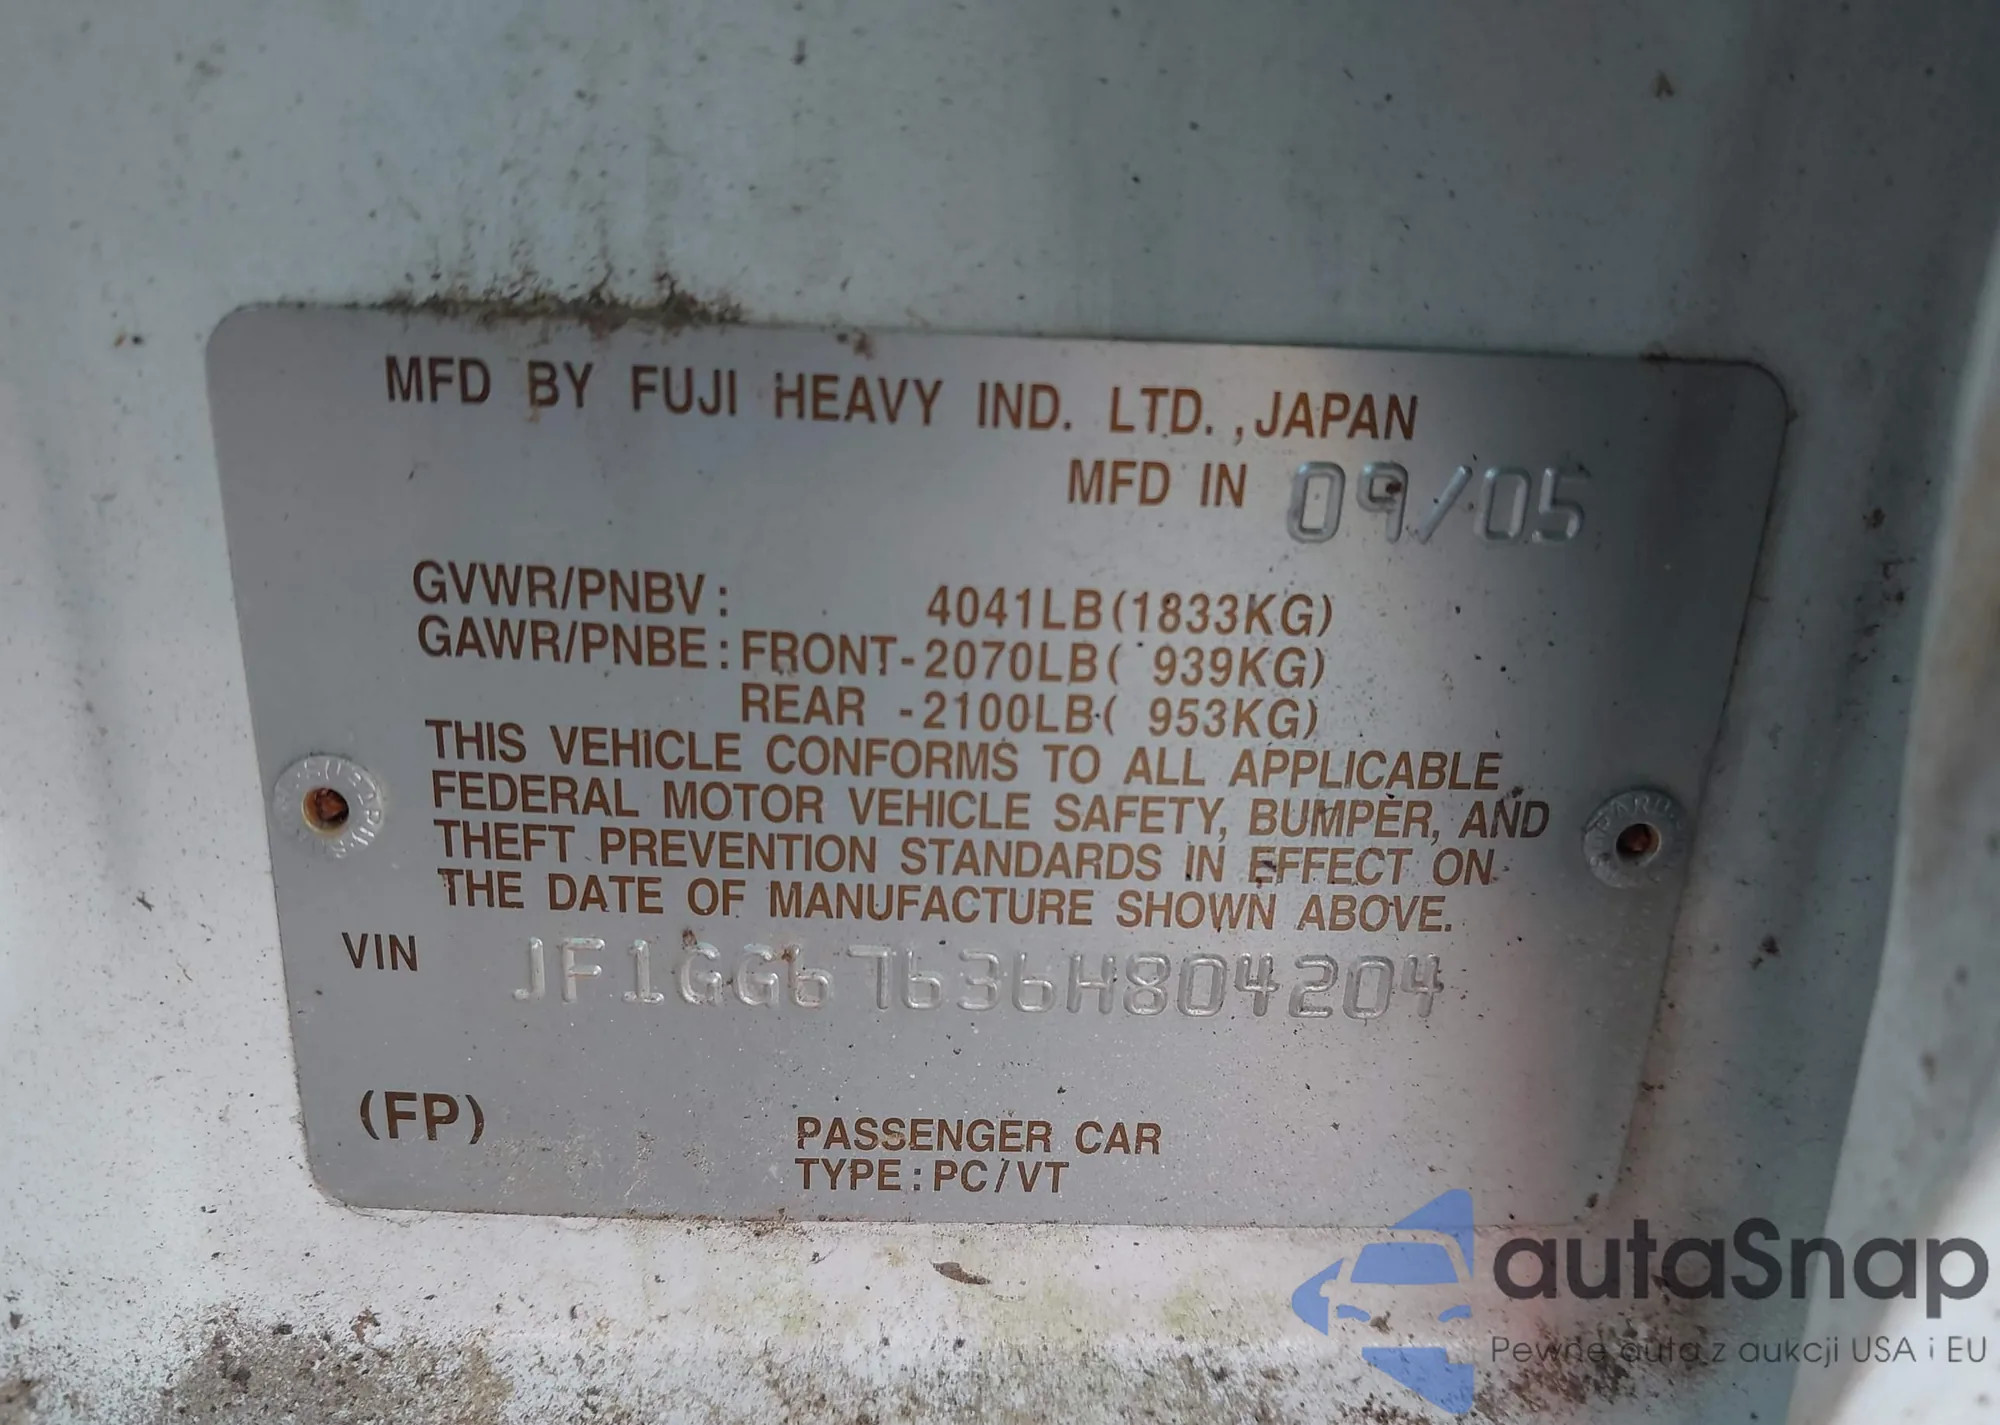 MFD BY FUJI HEAVY IND. LTD.,JAPAN
MFD IN 09/05
GVWR/PNBV: 4041LB(1833KG)
GAWR/PNBE:FRONT-2070LB( 939KG)
REAR -2100LB( 953KG)
THIS VEHICLE CONFORMS TO ALL APPLICABLE
FEDERAL MOTOR VEHICLE SAFETY, BUMPER, AND
THEFT PREVENTION STANDARDS IN EFFECT ON
THE DATE OF MANUFACTURE SHOWN ABOVE.
VIN JF1GG67636H804204
(FP)
PASSENGER CAR
TYPE:PC/VT
autaSnap
Pewne auta z aukcji USA i EU